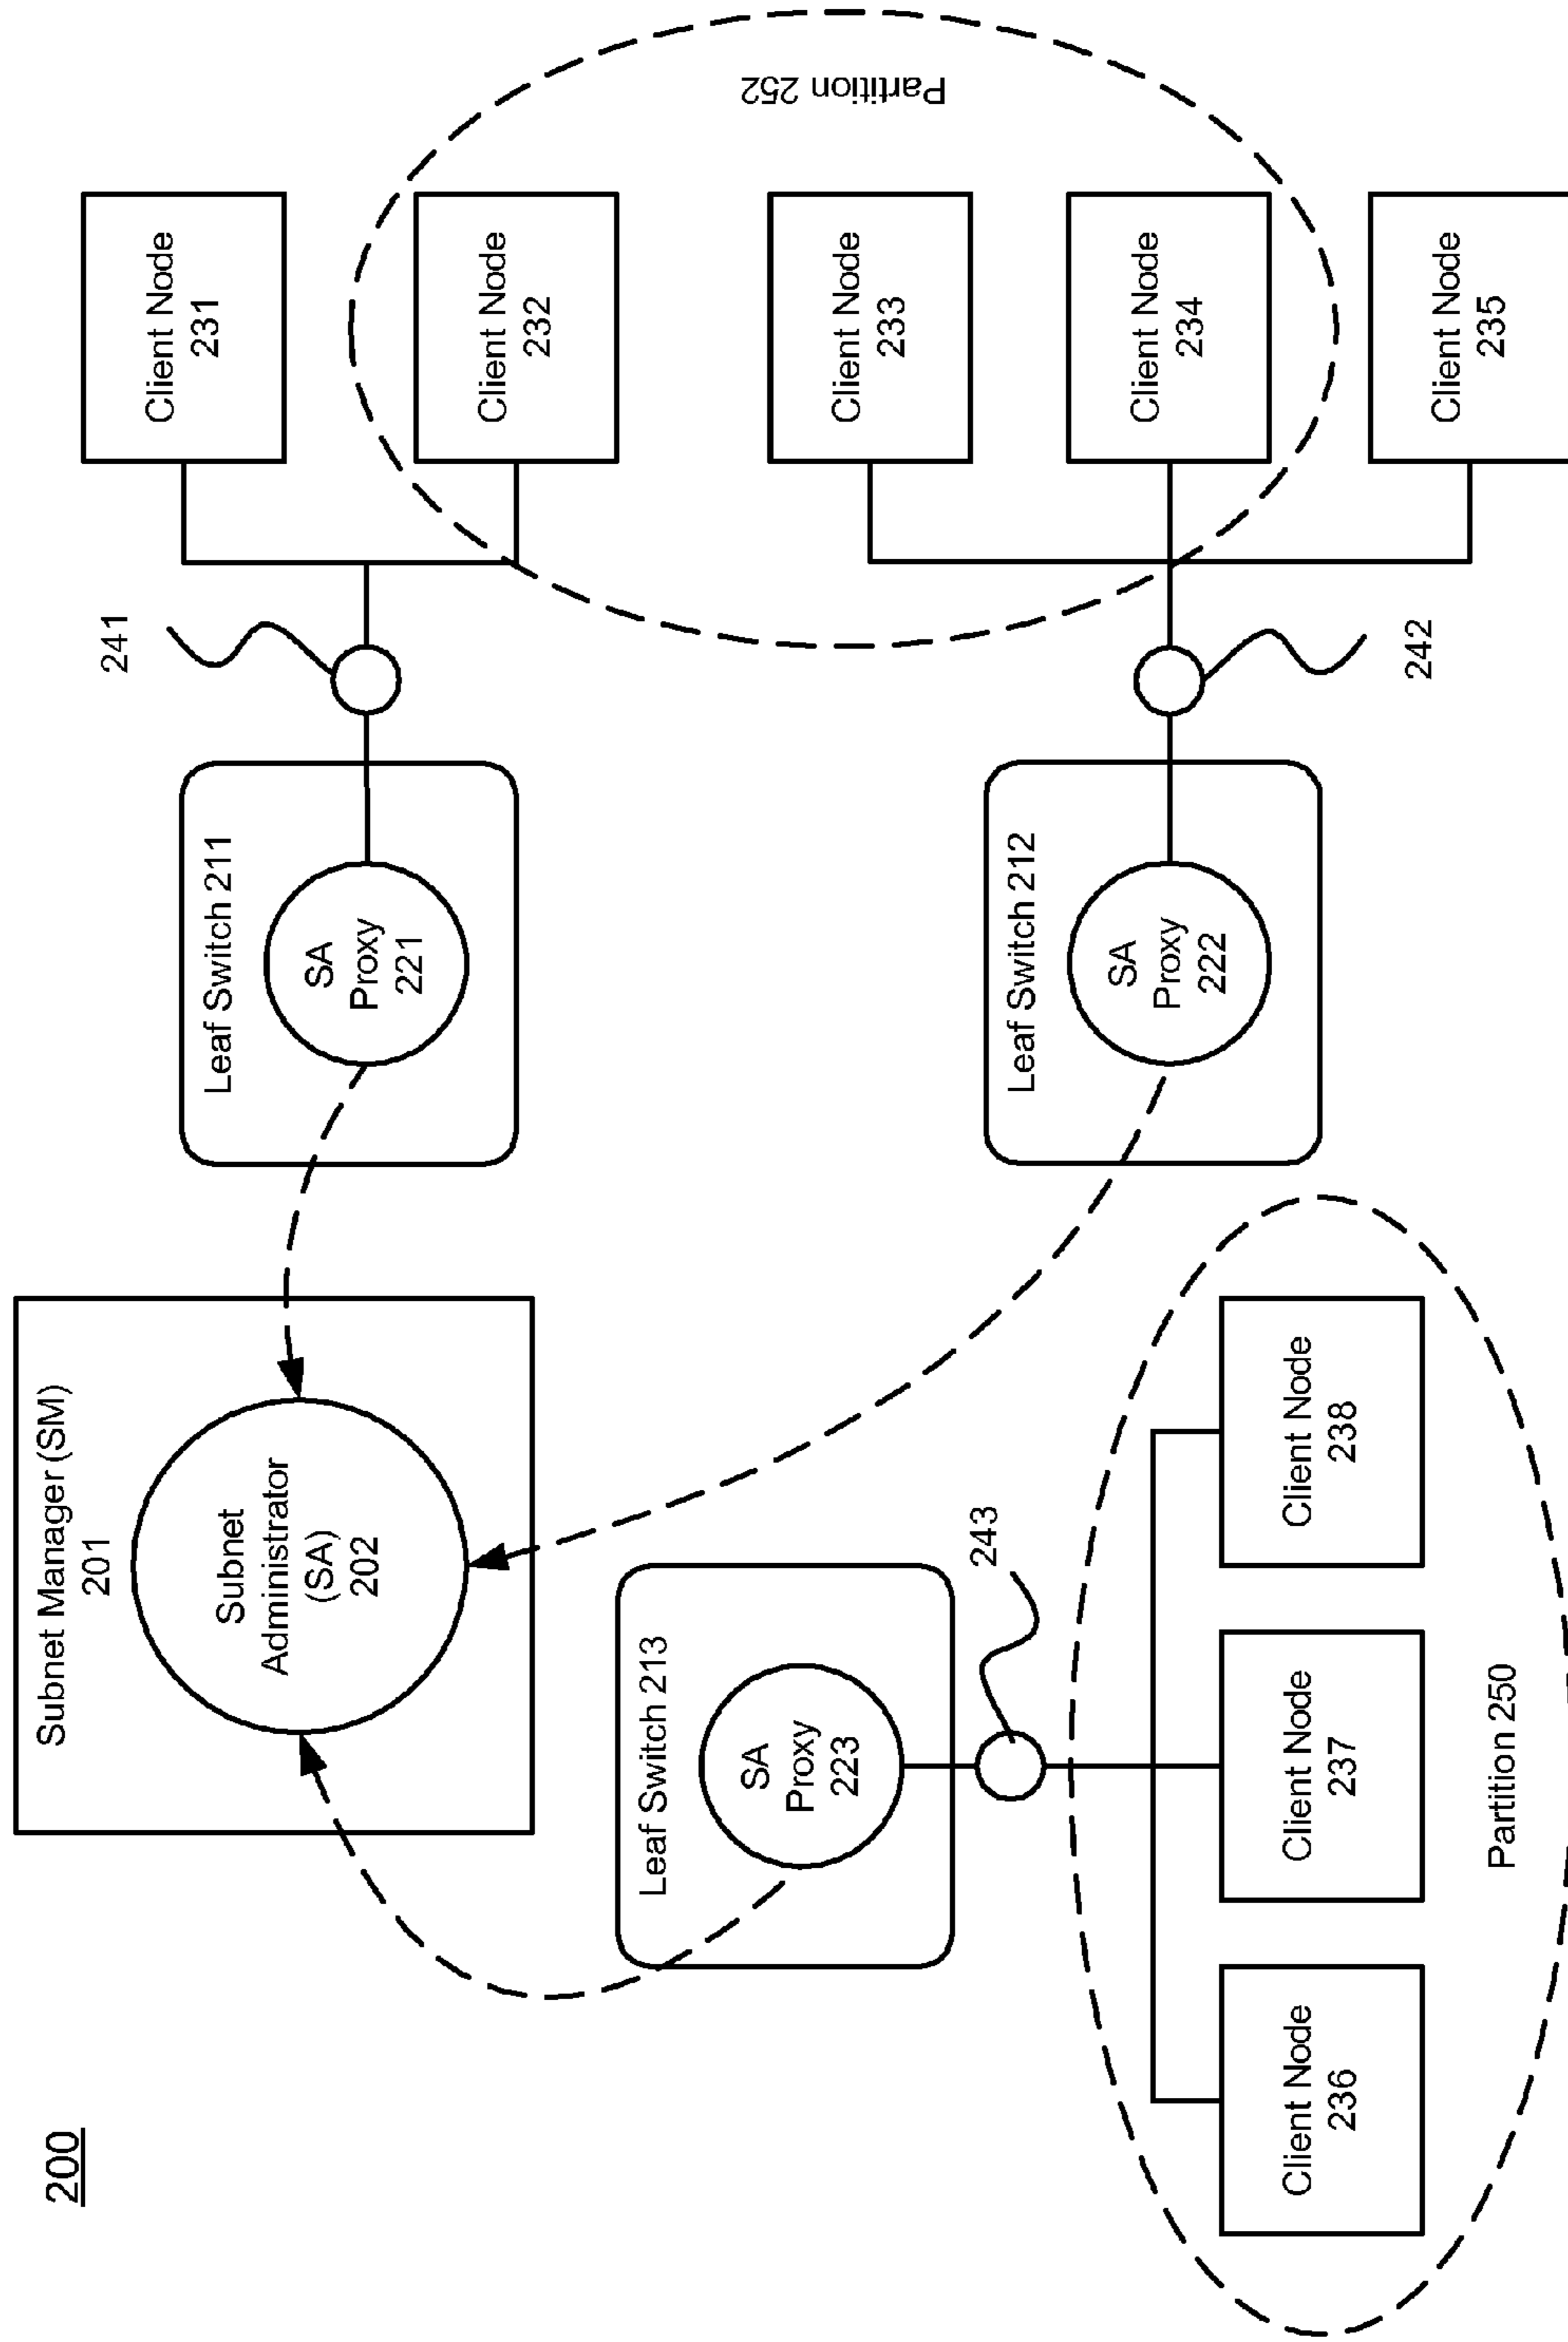 200
Subnet Manager (SM)
201
Subnet
Administrator
(SA)
202
Leaf Switch 211
SA
Proxy
221
241
Client Node
231
Client Node
232
Partition 252
Leaf Switch 213
SA
Proxy
223
243
Leaf Switch 212
SA
Proxy
222
242
Client Node
233
Client Node
234
Client Node
235
Client Node
236
Client Node
237
Client Node
238
Partition 250